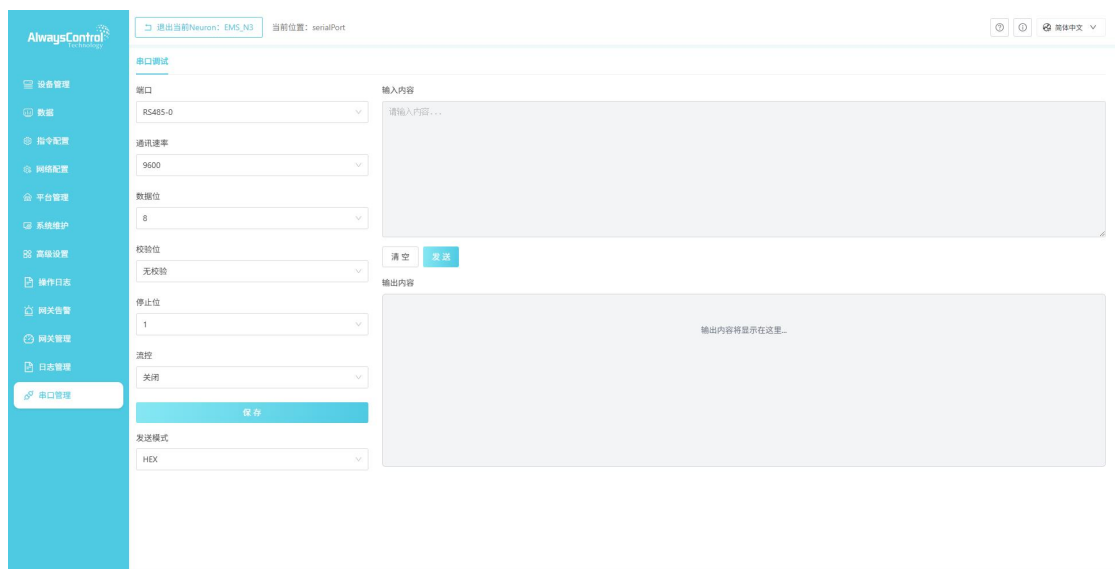 AlwaysControl
Technology
退出当前Neuron：EMS_N3
当前位置：serialPort
简体中文
设备管理
数据
指令配置
网络配置
平台管理
系统维护
高级设置
操作日志
网关告警
网关管理
日志管理
串口管理
串口调试
端口
RS485-0
通讯速率
9600
数据位
8
校验位
无校验
停止位
1
流控
关闭
保存
发送模式
HEX
输入内容
请输入内容...
清空
发送
输出内容
输出内容将显示在这里...